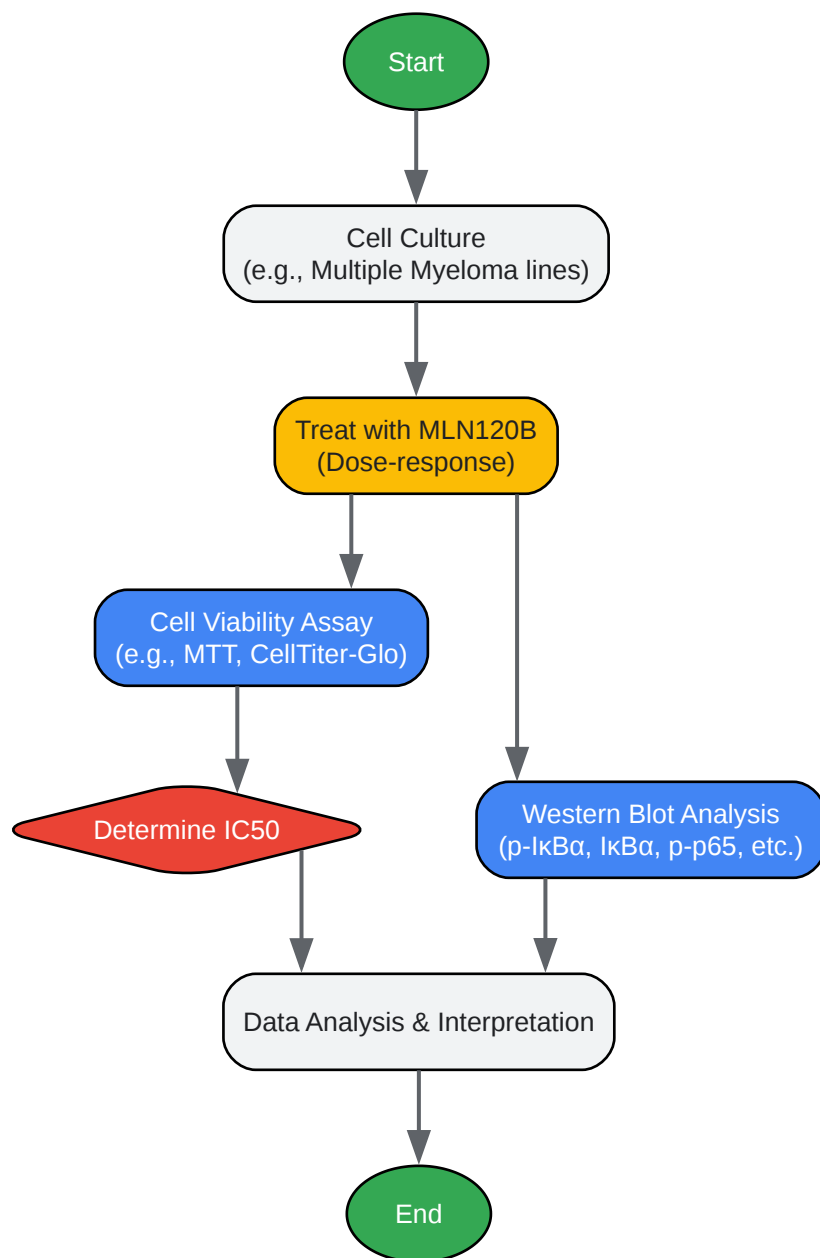 Start
Cell Culture
(e.g., Multiple Myeloma lines)
Treat with MLN120B
(Dose-response)
Cell Viability Assay
(e.g., MTT, CellTiter-Glo)
Determine IC50
Western Blot Analysis
(p-IκBα, IκBα, p-p65, etc.)
Data Analysis & Interpretation
End